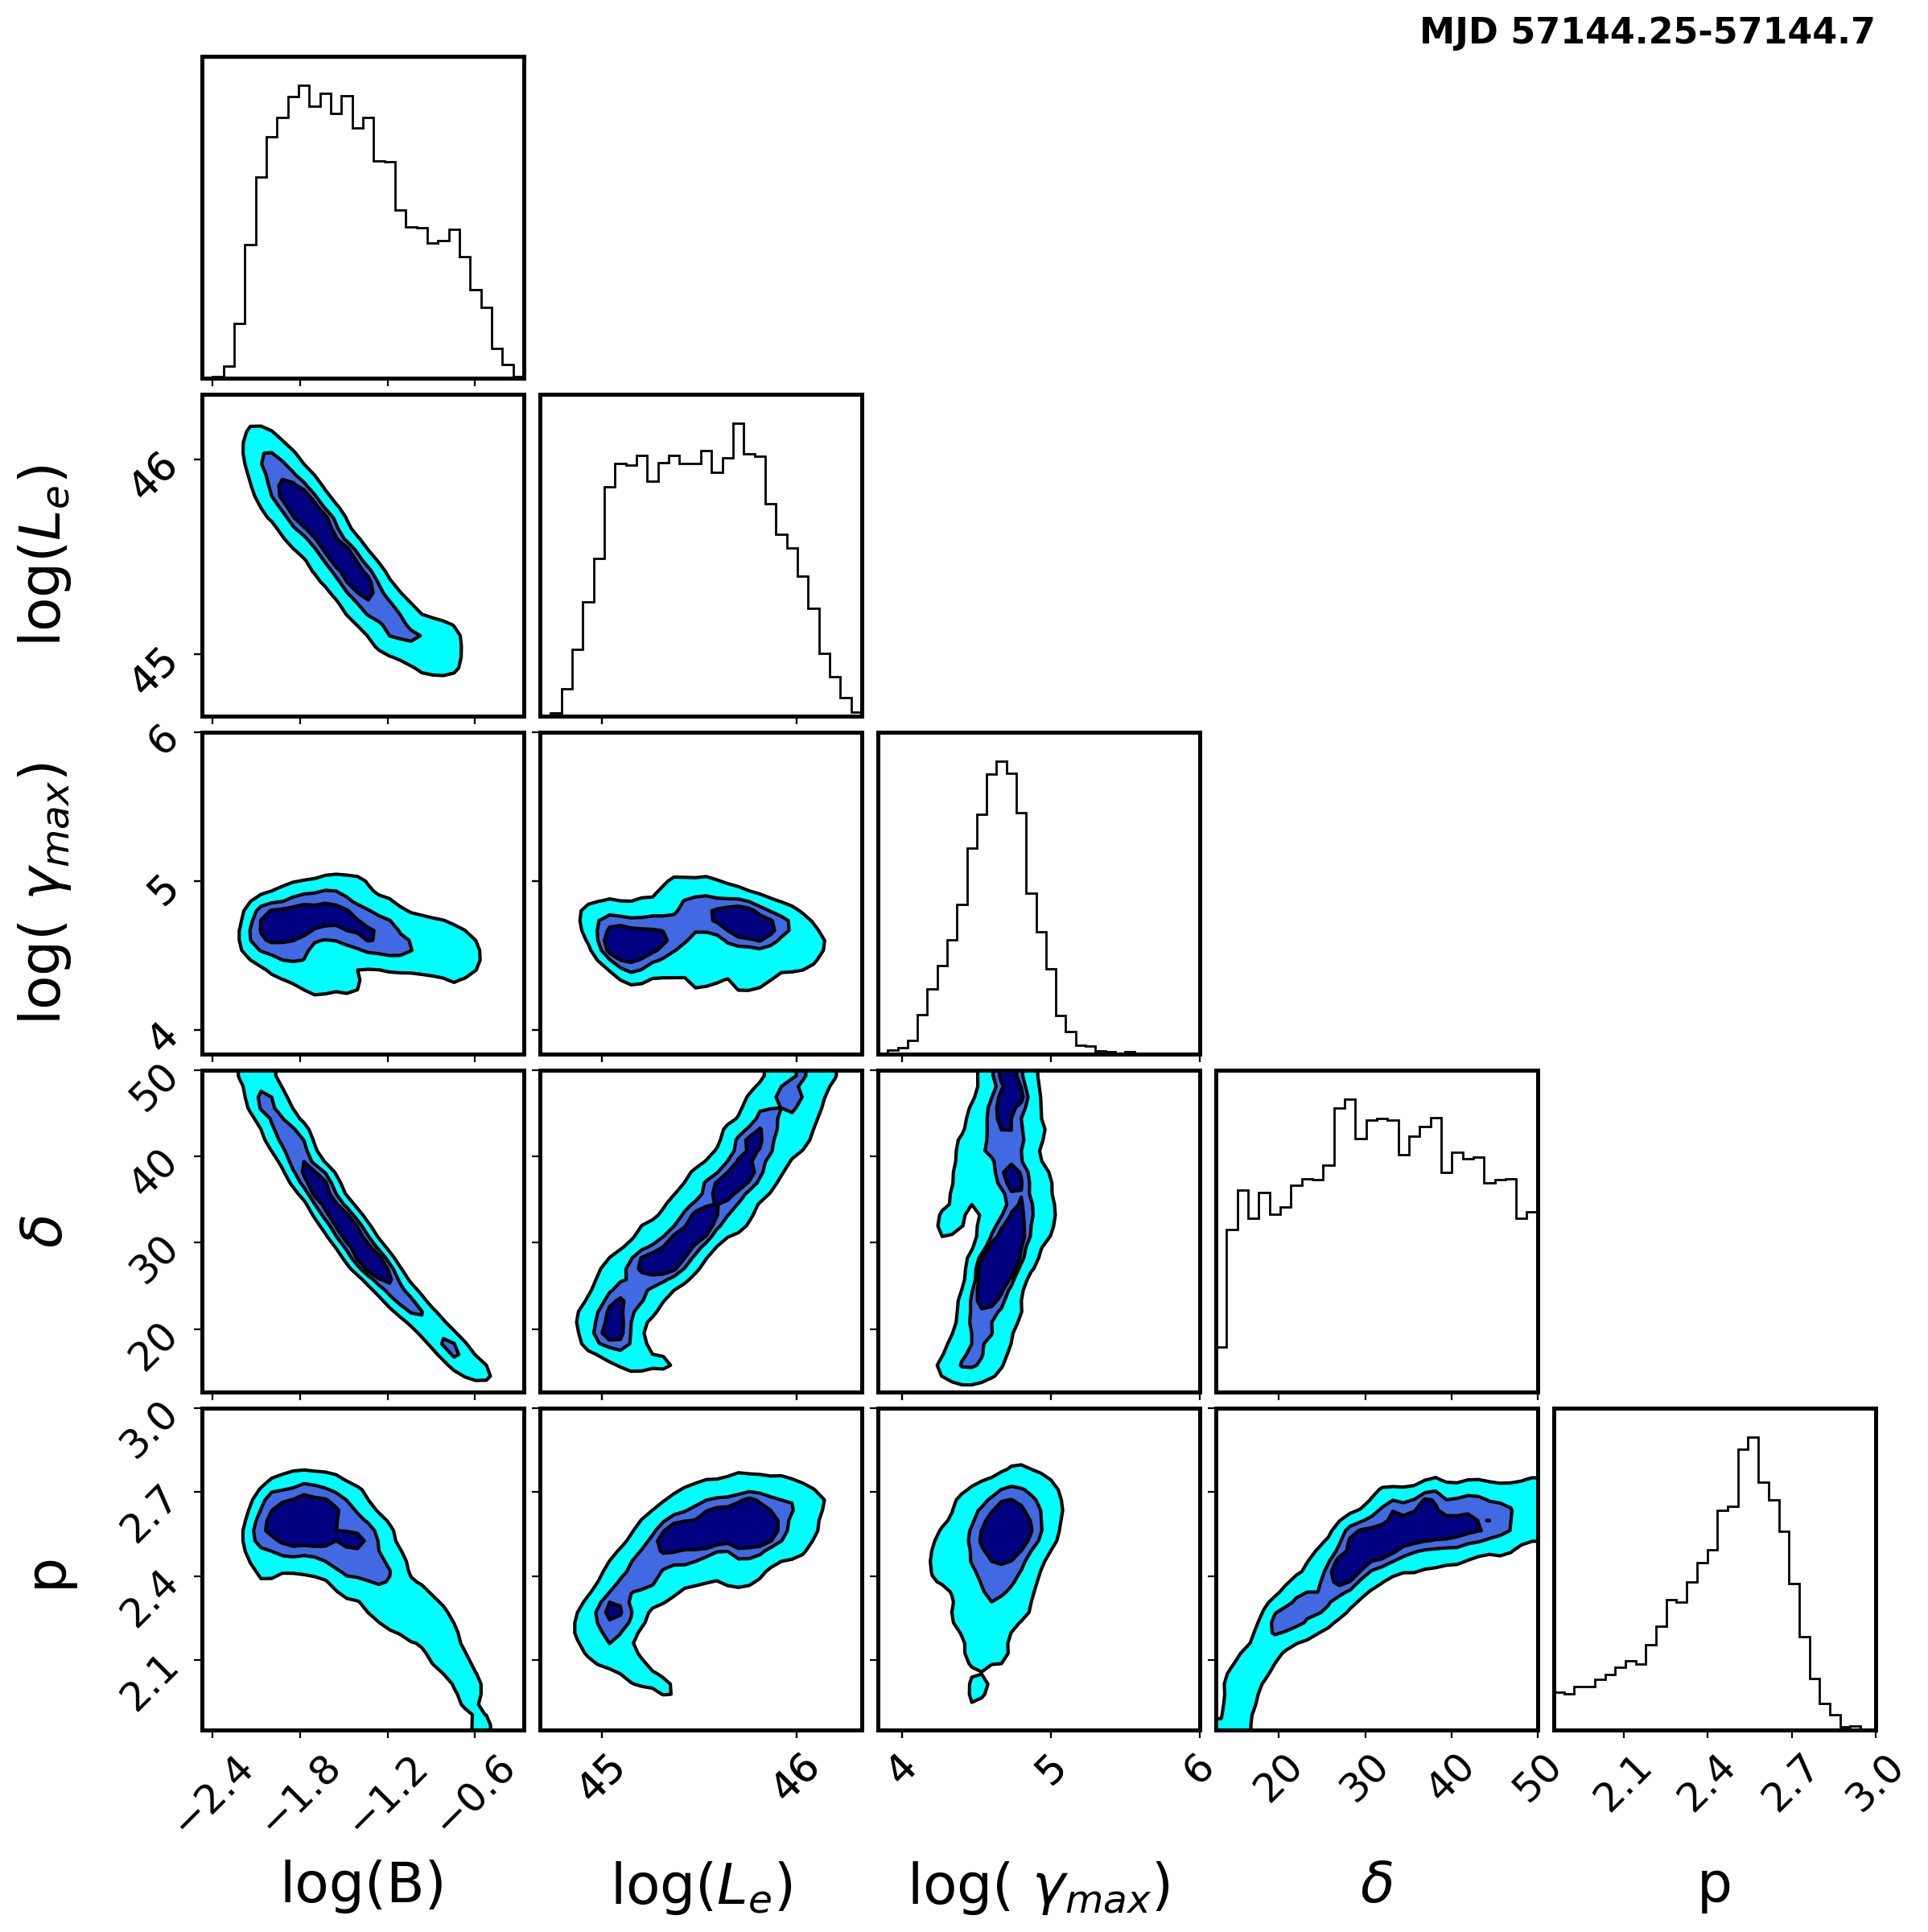 MJD 57144.25-57144.7
46
45
log(Lₑ)
6
5
4
log( γₘₐₓ)
50
40
30
20
δ
3.0
2.7
2.4
2.1
p
−2.4 −1.8 −1.2 −0.6 45 46 4 5 6 20 30 40 50 2.1 2.4 2.7 3.0
log(B) log(Lₑ) log( γₘₐₓ) δ p